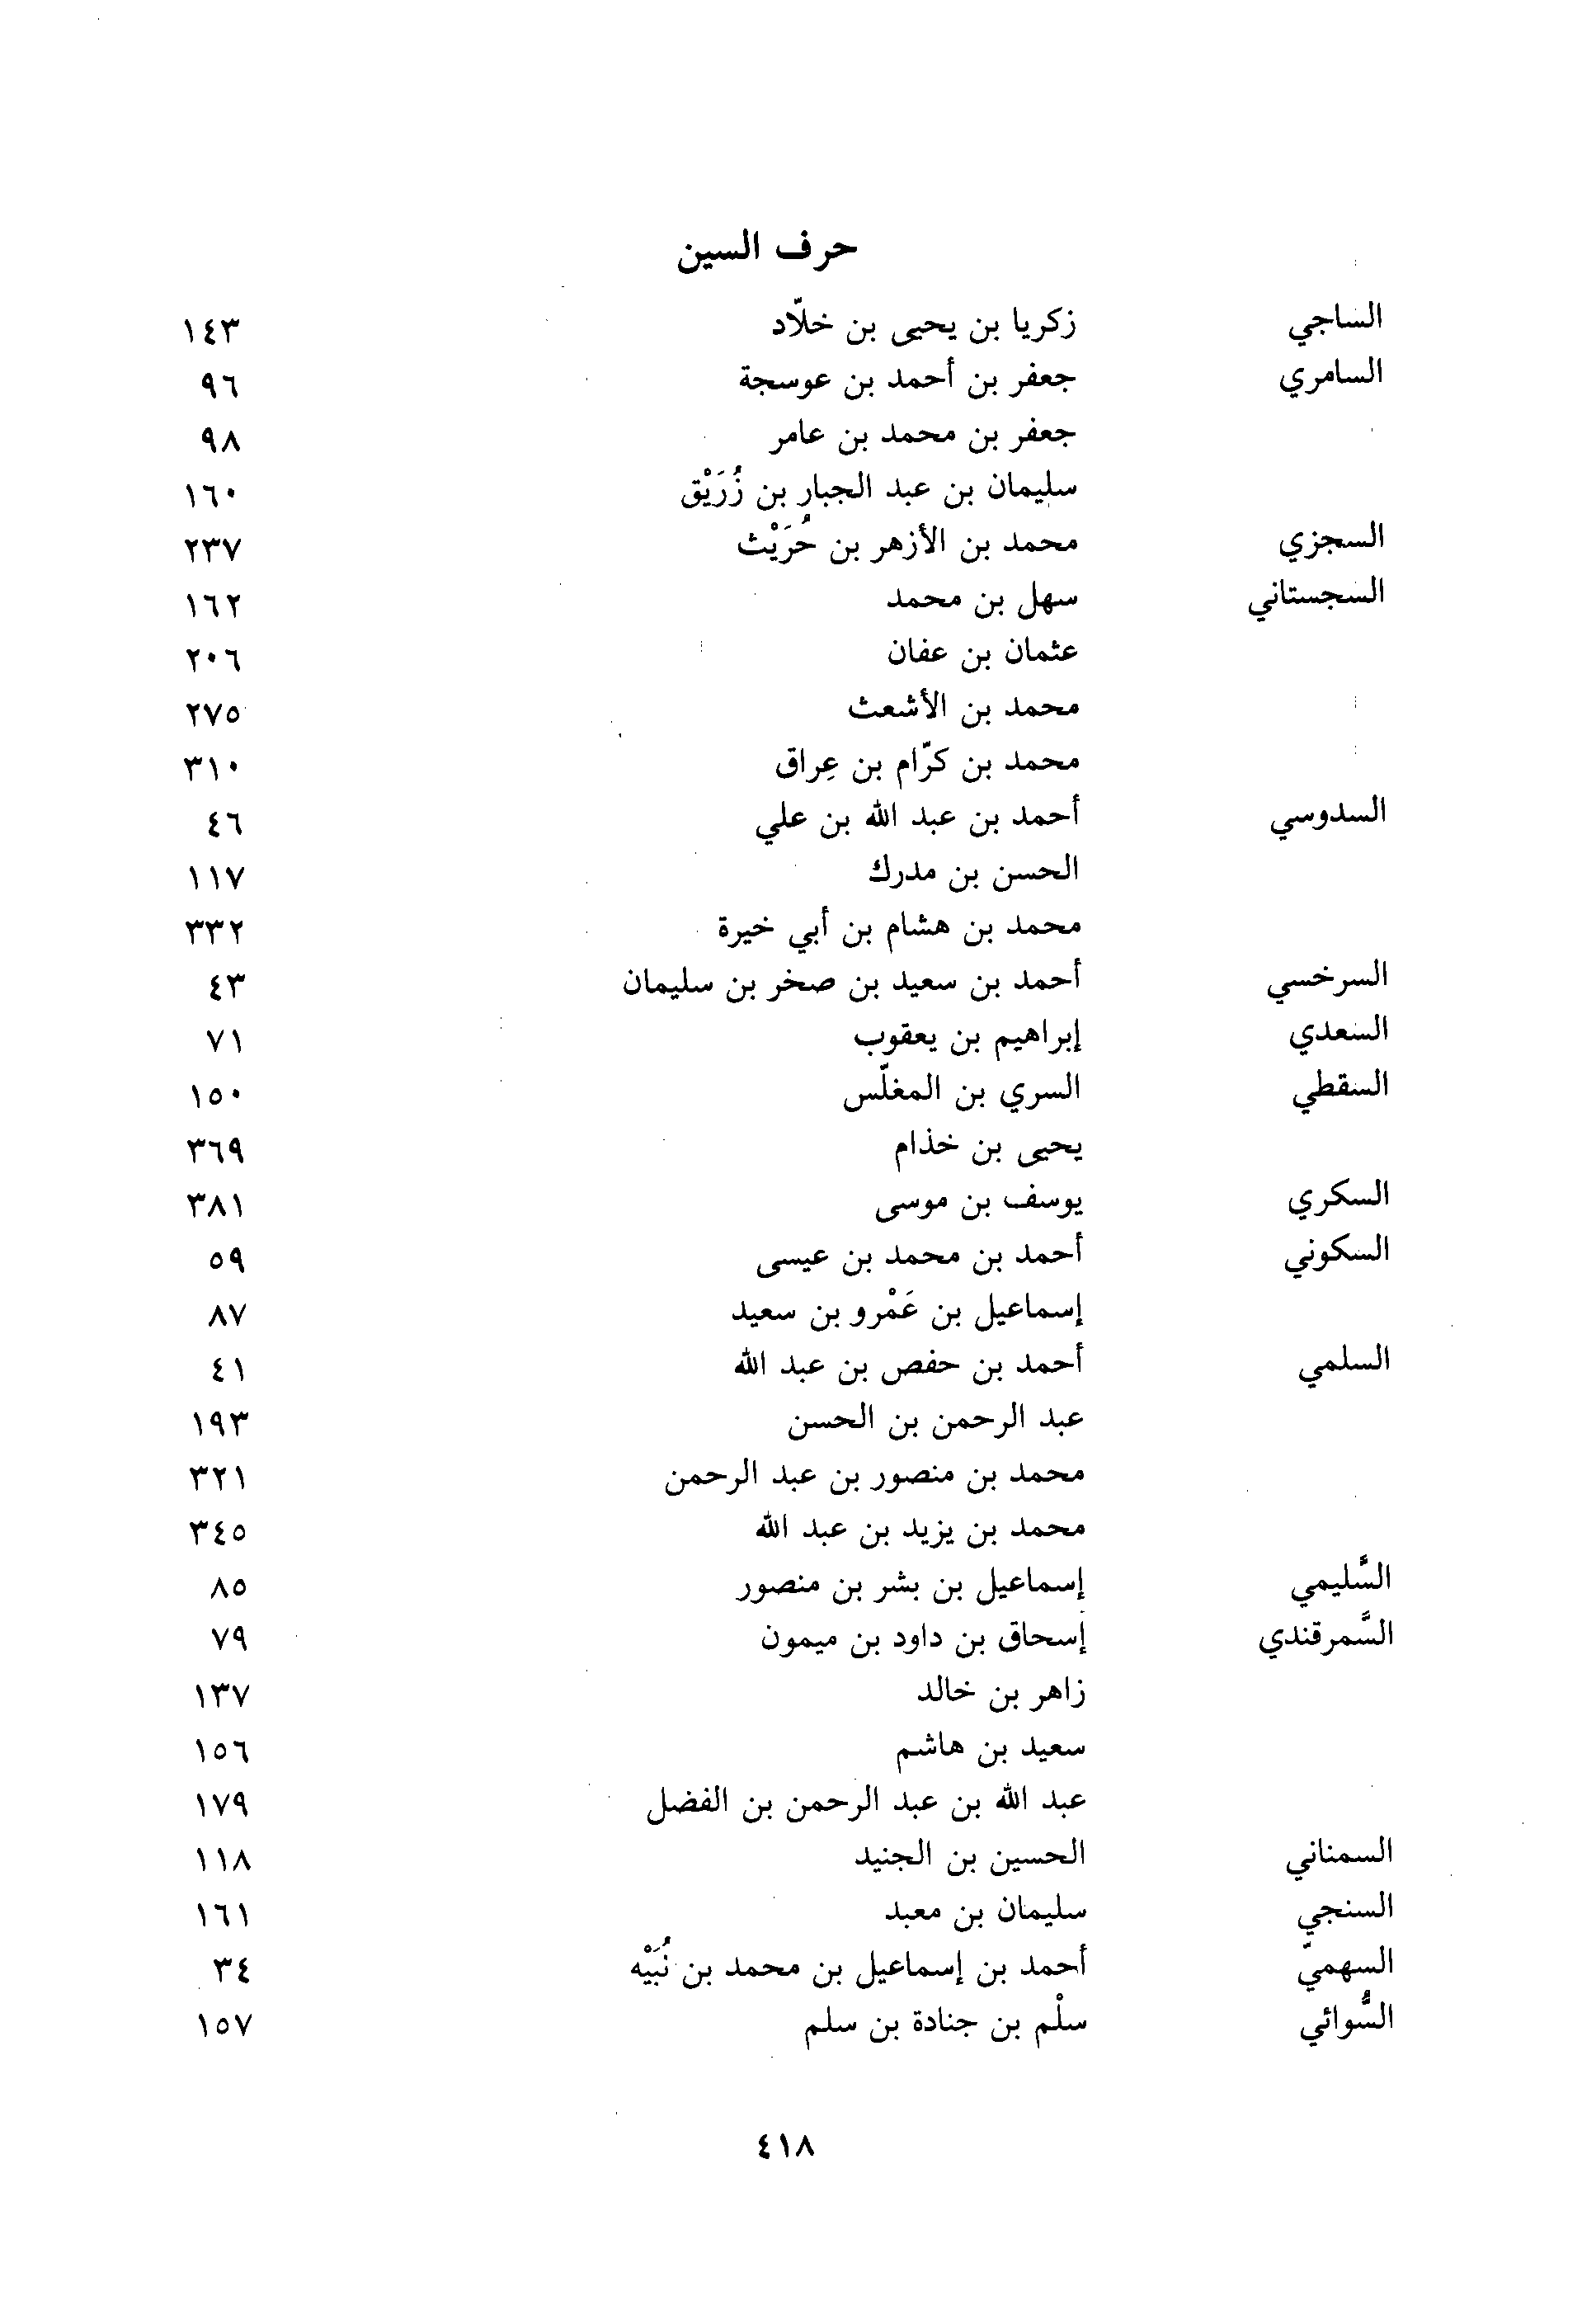 حرف السين
الساجي زكريا بن يحيى بن خلّاد ١٤٣
السامري جعفر بن أحمد بن عوسجة ٩٦
جعفر بن محمد بن عامر ٩٨
سليمان بن عبد الجبار بن زُرَيْق ١٦٠
السجزي محمد بن الأزهر بن حُرَيْث ٢٣٧
السجستاني سهل بن محمد ١٦٢
عثمان بن عفان ٢٠٦
محمد بن الأشعث ٢٧٥
محمد بن كرّام بن عِراق ٣١٠
السدوسي أحمد بن عبد الله بن علي ٤٦
الحسن بن مدرك ١١٧
محمد بن هشام بن أبي خيرة ٣٣٢
السرخسي أحمد بن سعيد بن صخر بن سليمان ٤٣
السعدي إبراهيم بن يعقوب ٧١
السقطي السري بن المغلّس ١٥٠
يحيى بن خذام ٣٦٩
السكري يوسف بن موسى ٣٨١
السكوني أحمد بن محمد بن عيسى ٥٩
إسماعيل بن عَمْرو بن سعيد ٨٧
السلمي أحمد بن حفص بن عبد الله ٤١
عبد الرحمن بن الحسن ١٩٣
محمد بن منصور بن عبد الرحمن ٣٢١
محمد بن يزيد بن عبد الله ٣٤٥
السَّليمي إسماعيل بن بشر بن منصور ٨٥
السَّمرقندي إسحاق بن داود بن ميمون ٧٩
زاهر بن خالد ١٣٧
سعيد بن هاشم ١٥٦
عبد الله بن عبد الرحمن بن الفضل ١٧٩
السمناني الحسين بن الجنيد ١١٨
السنجي سليمان بن معبد ١٦١
السهميّ أحمد بن إسماعيل بن محمد بن نُبَيْه ٣٤
السُّوائي سلْم بن جنادة بن سلم ١٥٧
٤١٨